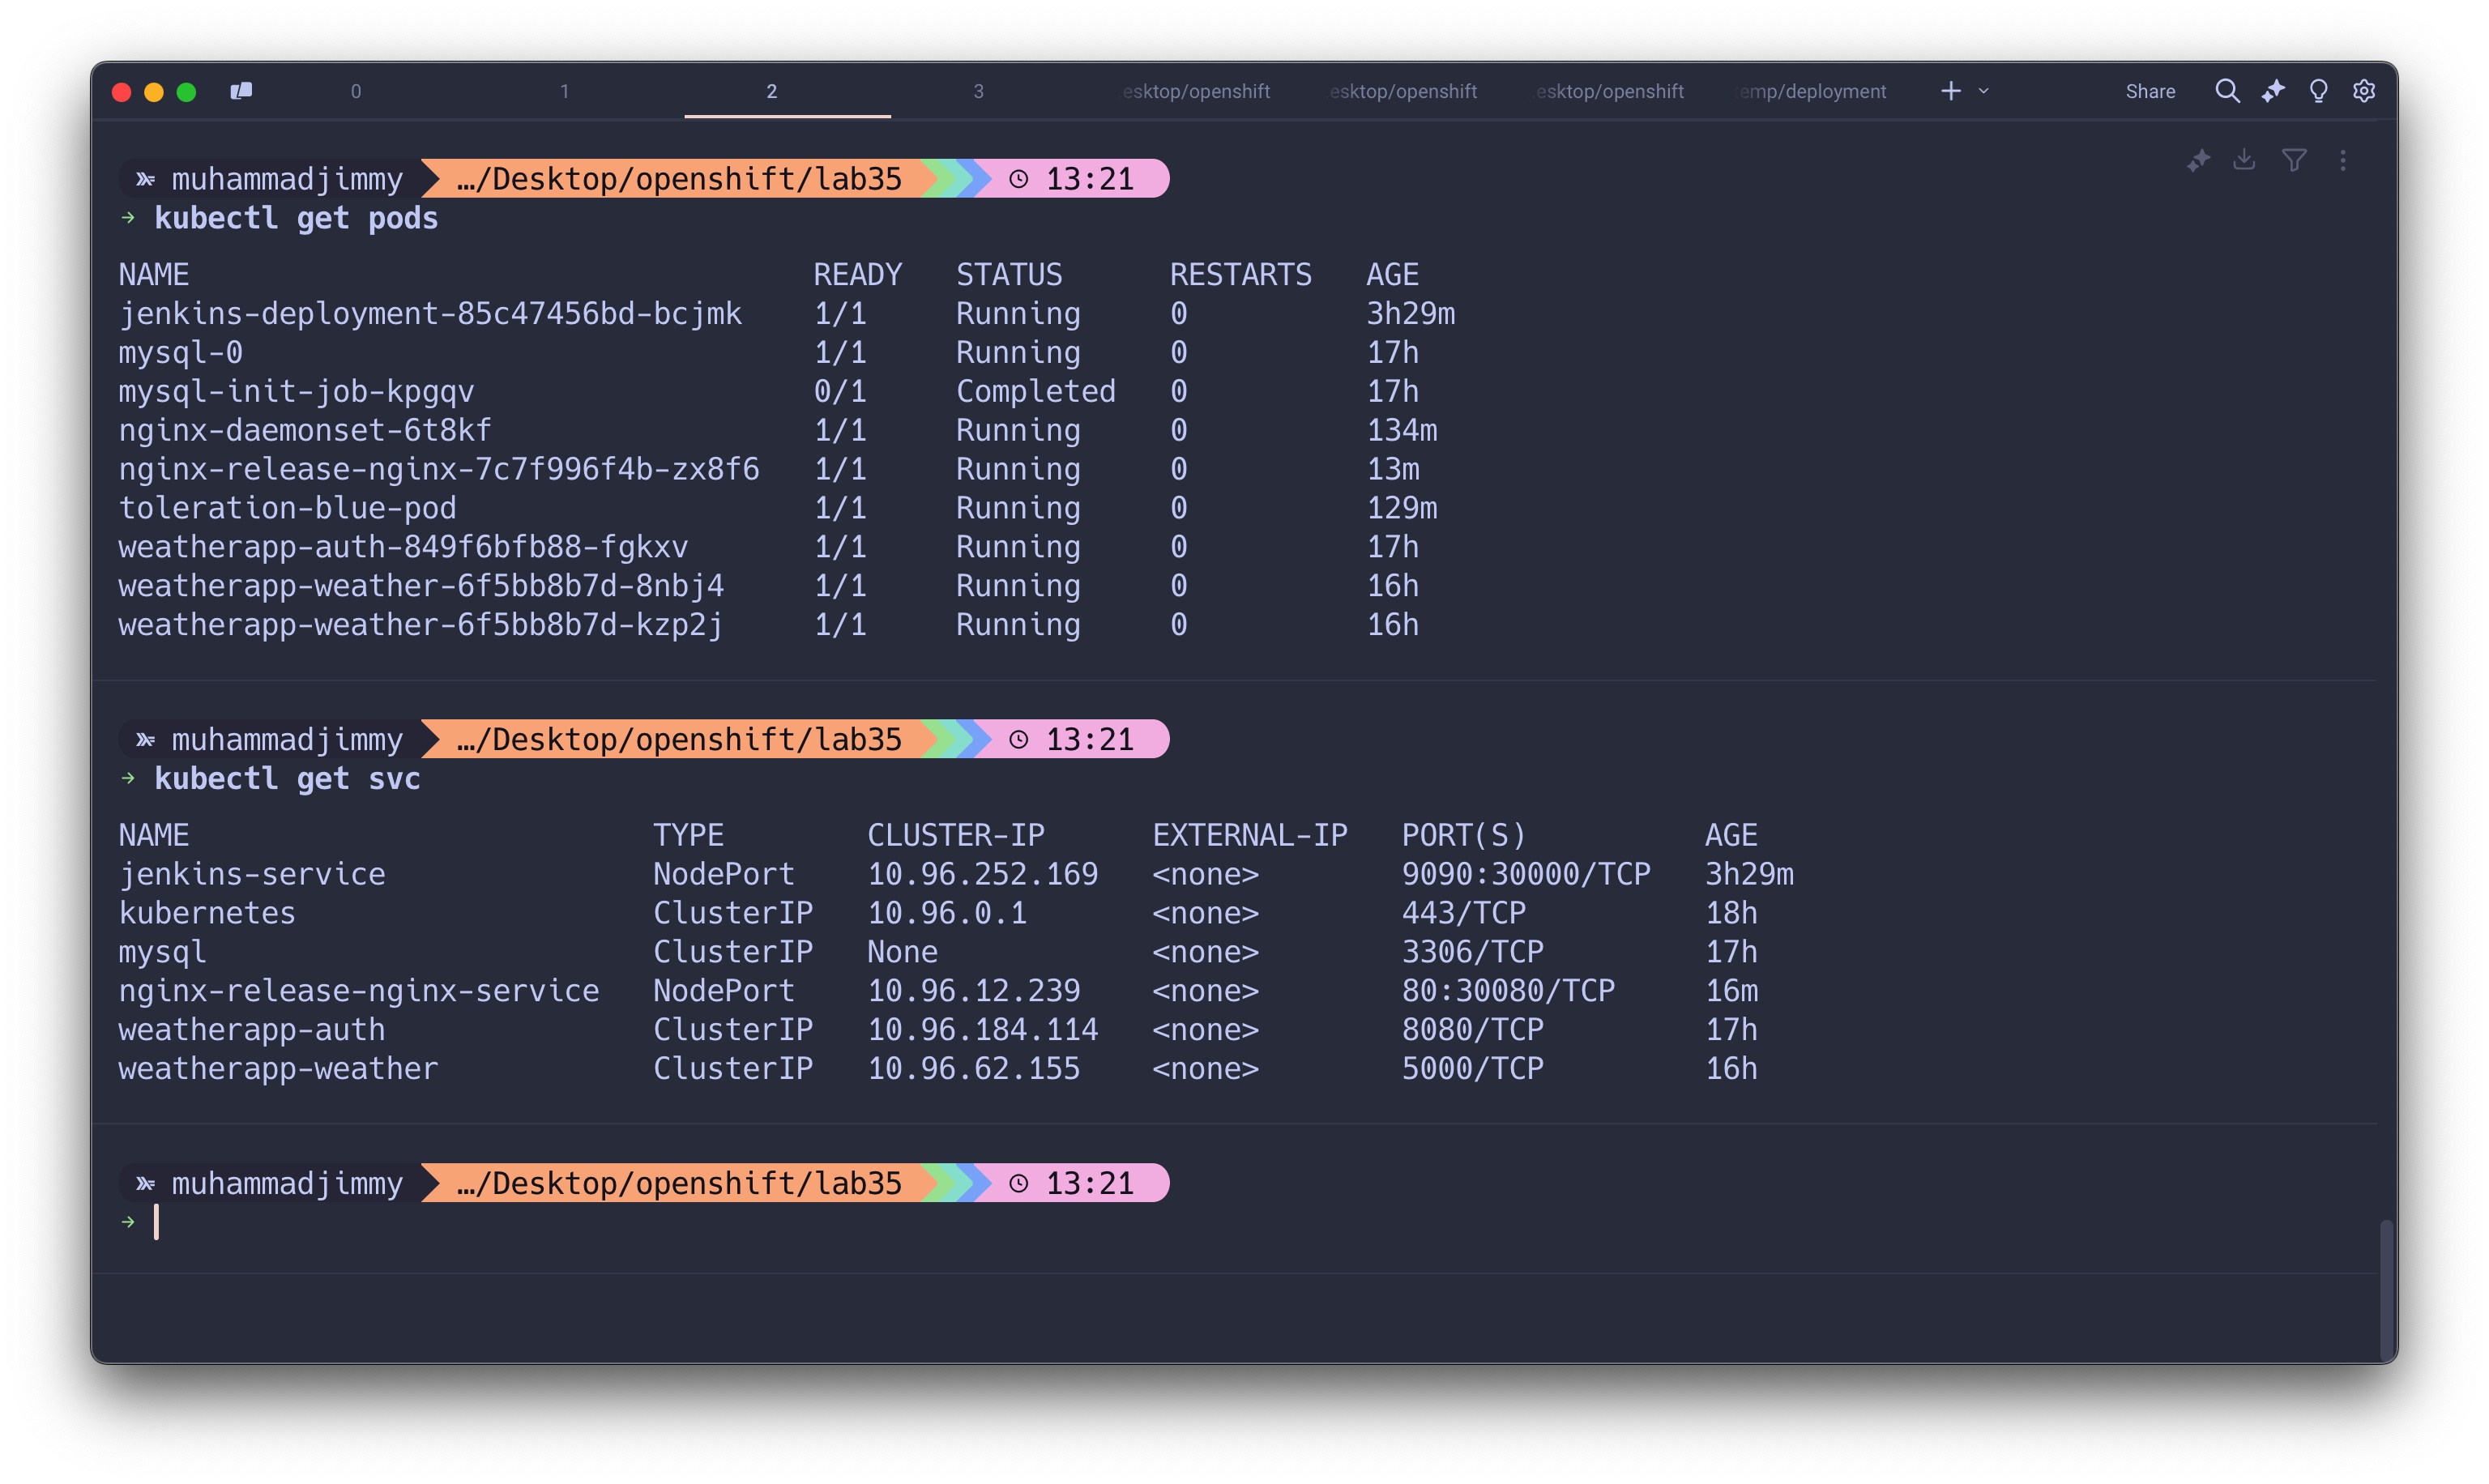 0 1 2 3 esktop/openshift esktop/openshift esktop/openshift emp/deployment Share
muhammadjimmy …/Desktop/openshift/lab35 13:21
→ kubectl get pods
NAME READY STATUS RESTARTS AGE
jenkins-deployment-85c47456bd-bcjmk 1/1 Running 0 3h29m
mysql-0 1/1 Running 0 17h
mysql-init-job-kpgqv 0/1 Completed 0 17h
nginx-daemonset-6t8kf 1/1 Running 0 134m
nginx-release-nginx-7c7f996f4b-zx8f6 1/1 Running 0 13m
toleration-blue-pod 1/1 Running 0 129m
weatherapp-auth-849f6bfb88-fgkxv 1/1 Running 0 17h
weatherapp-weather-6f5bb8b7d-8nbj4 1/1 Running 0 16h
weatherapp-weather-6f5bb8b7d-kzp2j 1/1 Running 0 16h
muhammadjimmy …/Desktop/openshift/lab35 13:21
→ kubectl get svc
NAME TYPE CLUSTER-IP EXTERNAL-IP PORT(S) AGE
jenkins-service NodePort 10.96.252.169 <none> 9090:30000/TCP 3h29m
kubernetes ClusterIP 10.96.0.1 <none> 443/TCP 18h
mysql ClusterIP None <none> 3306/TCP 17h
nginx-release-nginx-service NodePort 10.96.12.239 <none> 80:30080/TCP 16m
weatherapp-auth ClusterIP 10.96.184.114 <none> 8080/TCP 17h
weatherapp-weather ClusterIP 10.96.62.155 <none> 5000/TCP 16h
muhammadjimmy …/Desktop/openshift/lab35 13:21
→